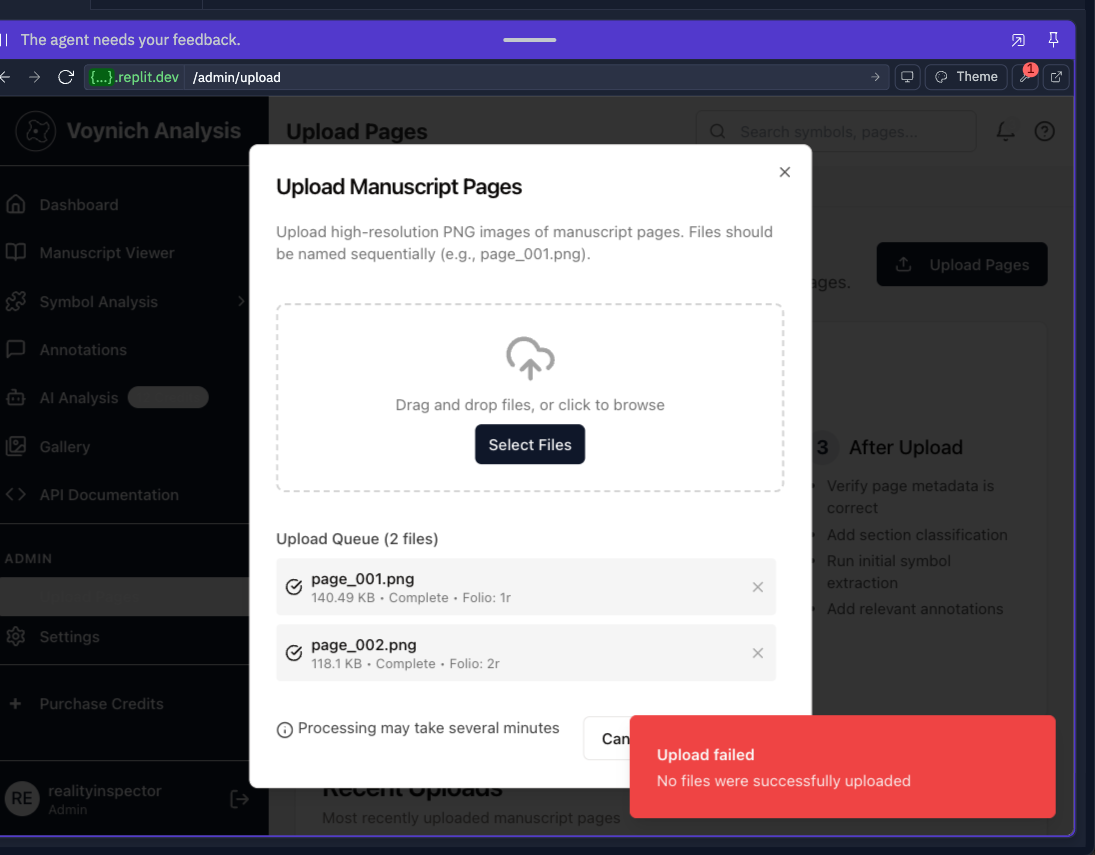 The agent needs your feedback.
{...}.replit.dev /admin/upload
Theme
1
Voynich Analysis
Upload Pages
Search symbols, pages...
Dashboard
Manuscript Viewer
Symbol Analysis
Annotations
AI Analysis
Gallery
API Documentation
ADMIN
Settings
Purchase Credits
RE
realityinspector
Admin
Upload Manuscript Pages
Upload high-resolution PNG images of manuscript pages. Files should
be named sequentially (e.g., page_001.png).
Drag and drop files, or click to browse
Select Files
Upload Queue (2 files)
page_001.png
140.49 KB • Complete • Folio: 1r
page_002.png
118.1 KB • Complete • Folio: 2r
Processing may take several minutes
Can
ages.
Upload Pages
3 After Upload
Verify page metadata is
correct
Add section classification
Run initial symbol
extraction
Add relevant annotations
Upload failed
No files were successfully uploaded
Recent Uploads
Most recently uploaded manuscript pages